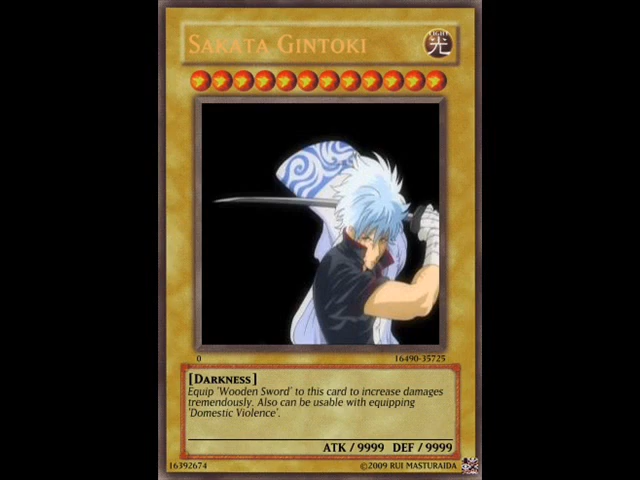 Sakata Gintoki
LIGHT
光
0 16490-35725
[Darkness]
Equip 'Wooden Sword' to this card to increase damages
tremendously. Also can be usable with equipping
'Domestic Violence'.
ATK / 9999 DEF / 9999
16392674 ©2009 RUI MASTURAIDA